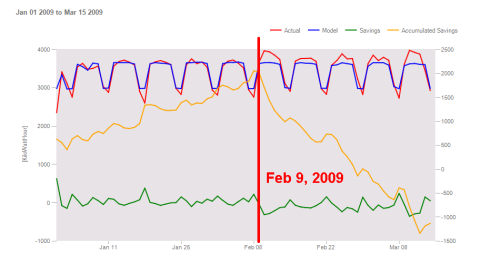 Jan 01 2009 to Mar 15 2009
Actual Model Savings Accumulated Savings
4000 2500
2000
3000 1500
1000
2000 500
[KiloWattHour]
0
1000 -500
Feb 9, 2009
0 -1000
-1000 -1500
Jan 11 Jan 26 Feb 08 Feb 22 Mar 08